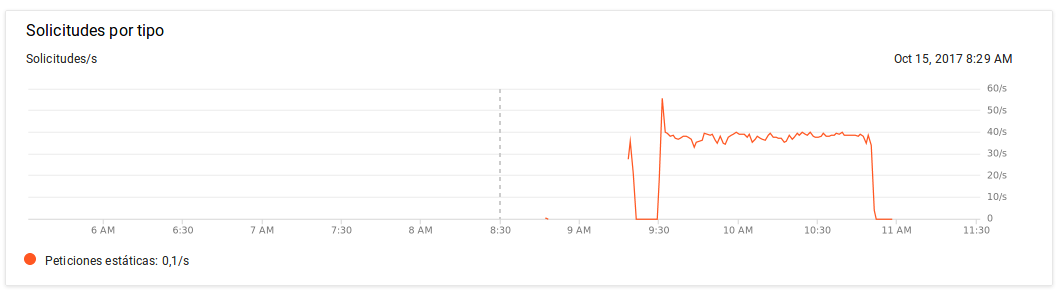 Solicitudes por tipo
Solicitudes/s Oct 15, 2017 8:29 AM
60/s
50/s
40/s
30/s
20/s
10/s
0
6 AM 6:30 7 AM 7:30 8 AM 8:30 9 AM 9:30 10 AM 10:30 11 AM 11:30
Peticiones estáticas: 0,1/s